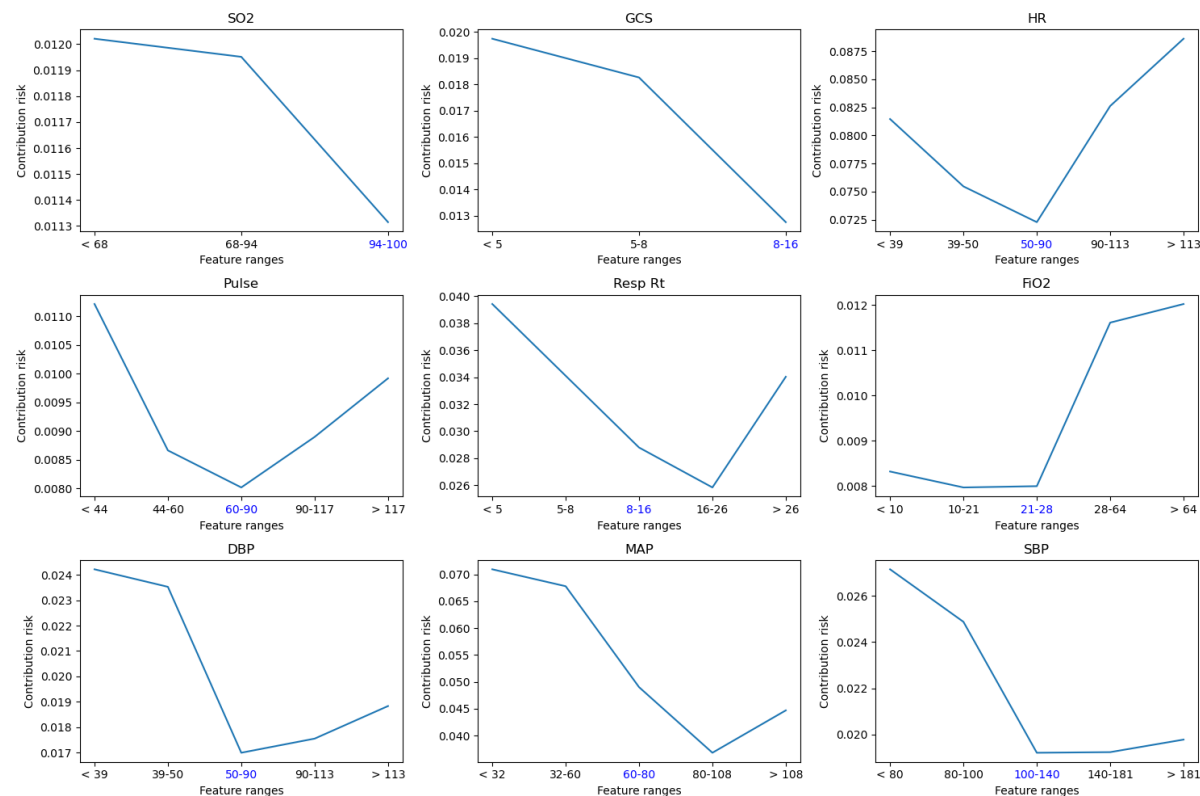 SO2
Contribution risk
0.0120
0.0119
0.0118
0.0117
0.0116
0.0115
0.0114
0.0113
< 68 68-94 94-100
Feature ranges
GCS
Contribution risk
0.020
0.019
0.018
0.016
0.015
0.014
0.013
< 5 5-8 8-16
Feature ranges
HR
Contribution risk
0.0875
0.0850
0.0825
0.0800
0.0775
0.0750
0.0725
< 39 39-50 50-90 90-113 > 113
Feature ranges
Pulse
Contribution risk
0.0110
0.0105
0.0100
0.0095
0.0090
0.0085
0.0080
< 44 44-60 60-90 90-117 > 117
Feature ranges
Resp Rt
Contribution risk
0.040
0.038
0.036
0.034
0.032
0.030
0.028
0.026
< 5 5-8 8-16 16-26 > 26
Feature ranges
FiO2
Contribution risk
0.012
0.011
0.010
0.009
0.008
< 10 10-21 21-28 28-64 > 64
Feature ranges
DBP
Contribution risk
0.024
0.023
0.022
0.021
0.020
0.019
0.018
0.017
< 39 39-50 50-90 90-113 > 113
Feature ranges
MAP
Contribution risk
0.070
0.065
0.060
0.055
0.050
0.045
0.040
< 32 32-60 60-80 80-108 > 108
Feature ranges
SBP
Contribution risk
0.026
0.024
0.022
0.020
< 80 80-100 100-140 140-181 > 181
Feature ranges